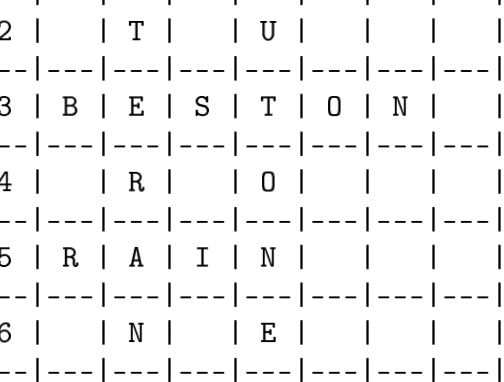 2 |   | T |   | U |   |   |   |
--|---|---|---|---|---|---|---|
3 | B | E | S | T | O | N |   |
--|---|---|---|---|---|---|---|
4 |   | R |   | O |   |   |   |
--|---|---|---|---|---|---|---|
5 | R | A | I | N |   |   |   |
--|---|---|---|---|---|---|---|
6 |   | N |   | E |   |   |   |
--|---|---|---|---|---|---|---|